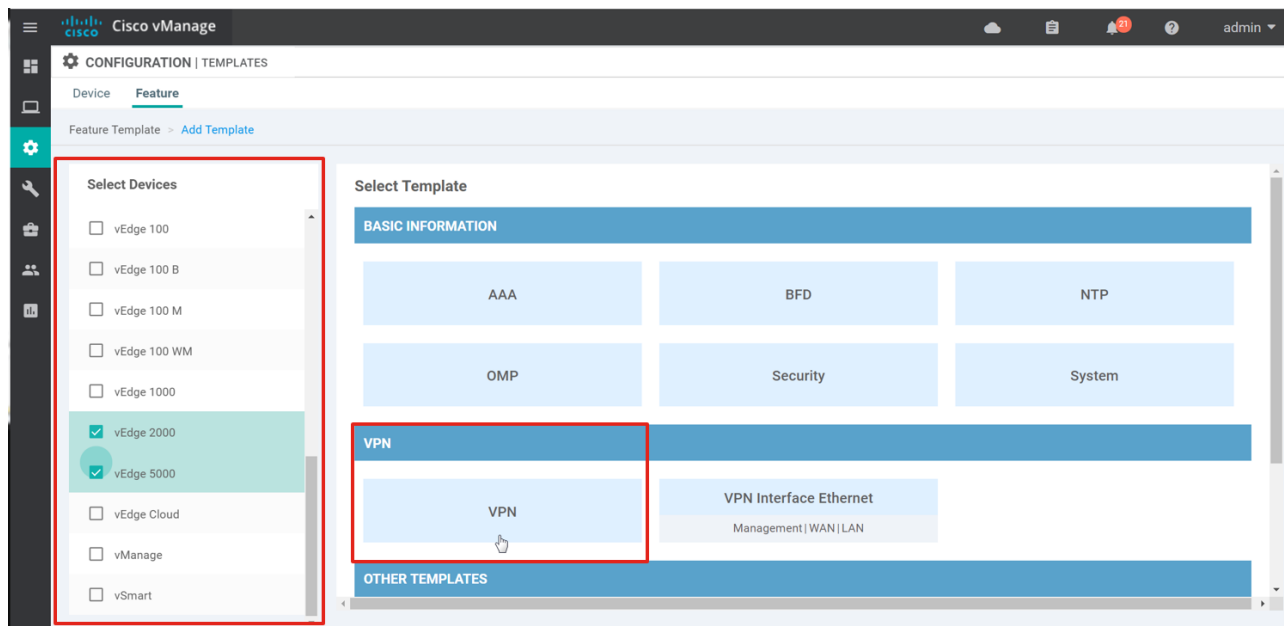 cisco Cisco vManage
21
admin
CONFIGURATION | TEMPLATES
Device Feature
Feature Template > Add Template
Select Devices
vEdge 100
vEdge 100 B
vEdge 100 M
vEdge 100 WM
vEdge 1000
vEdge 2000
vEdge 5000
vEdge Cloud
vManage
vSmart
Select Template
BASIC INFORMATION
AAA BFD NTP
OMP Security System
VPN
VPN
VPN Interface Ethernet
Management | WAN | LAN
OTHER TEMPLATES